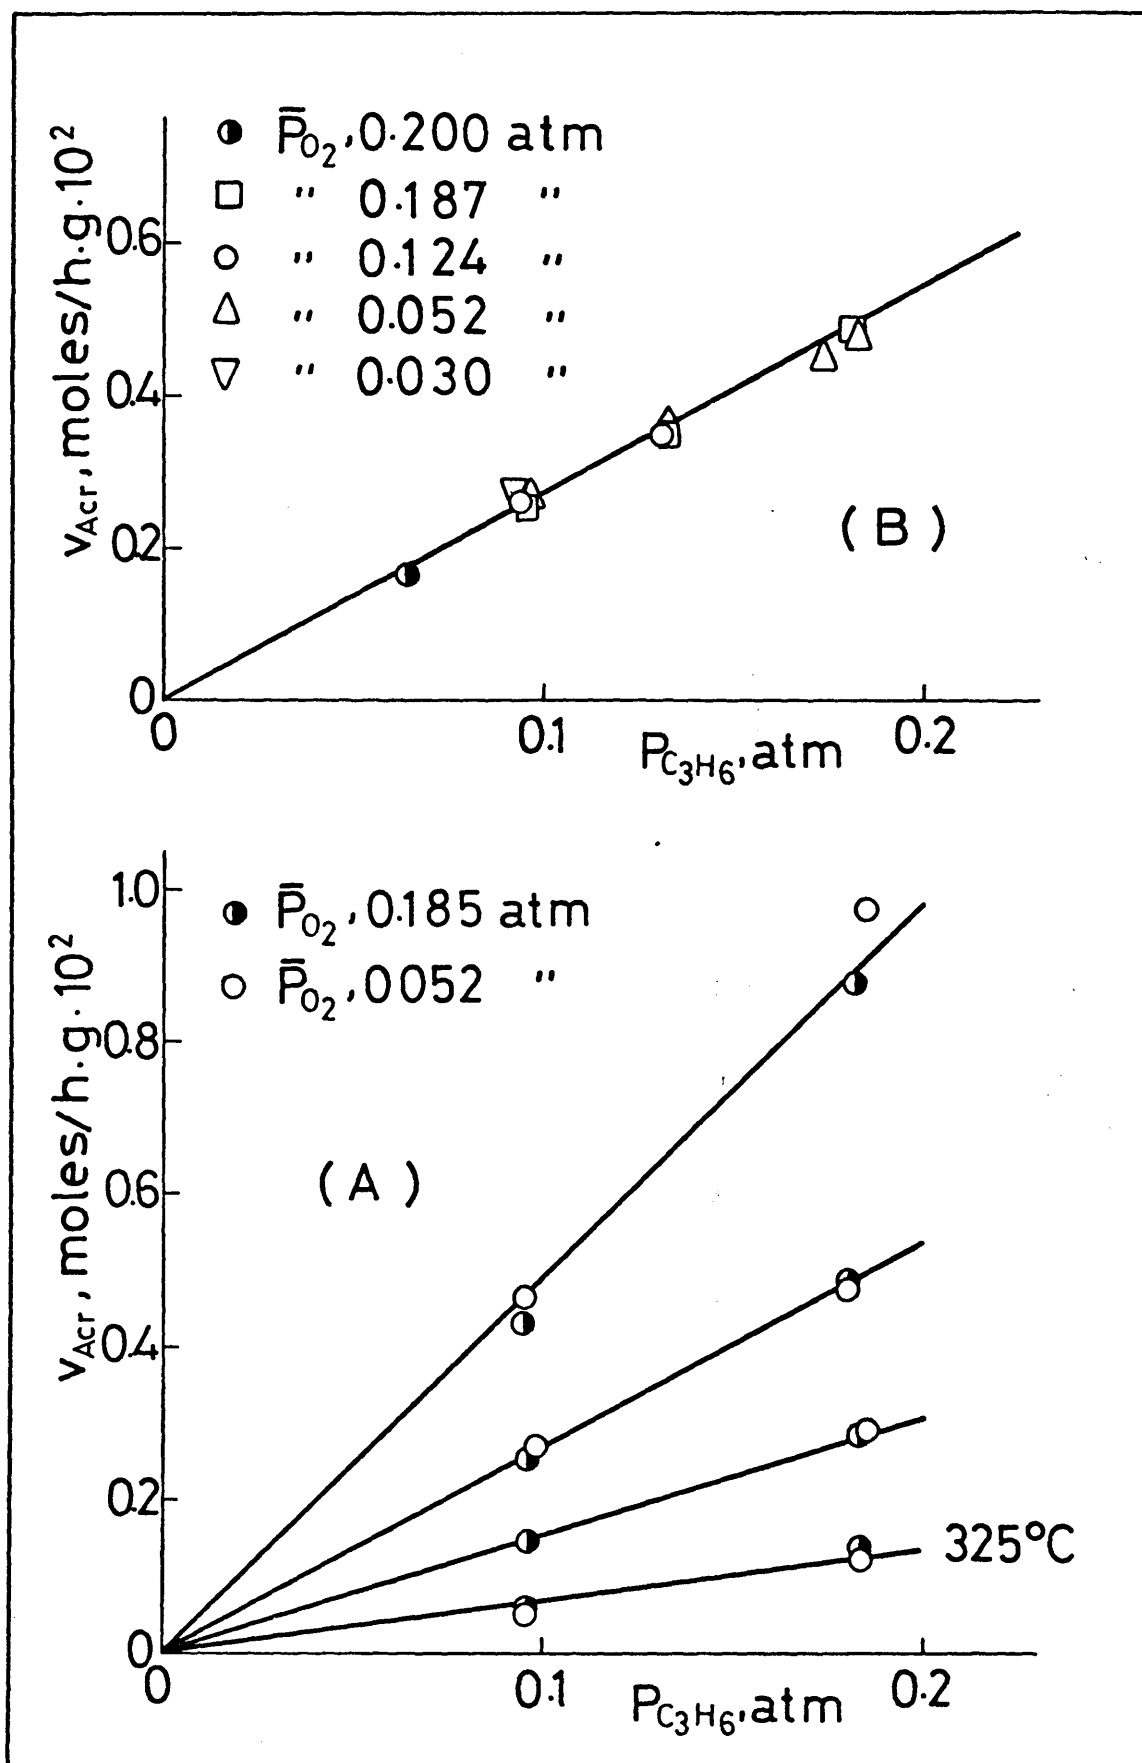 P̅O2, 0.200 atm
" 0.187 "
" 0.124 "
" 0.052 "
" 0.030 "
vAcr, moles/h.g.10²
0.6
0.4
0.2
0
(B)
0
0.1
0.2
PC3H6, atm
P̅O2, 0.185 atm
P̅O2, 0052 "
vAcr, moles/h.g.10²
1.0
0.8
0.6
0.4
0.2
0
(A)
325°C
0
0.1
0.2
PC3H6, atm